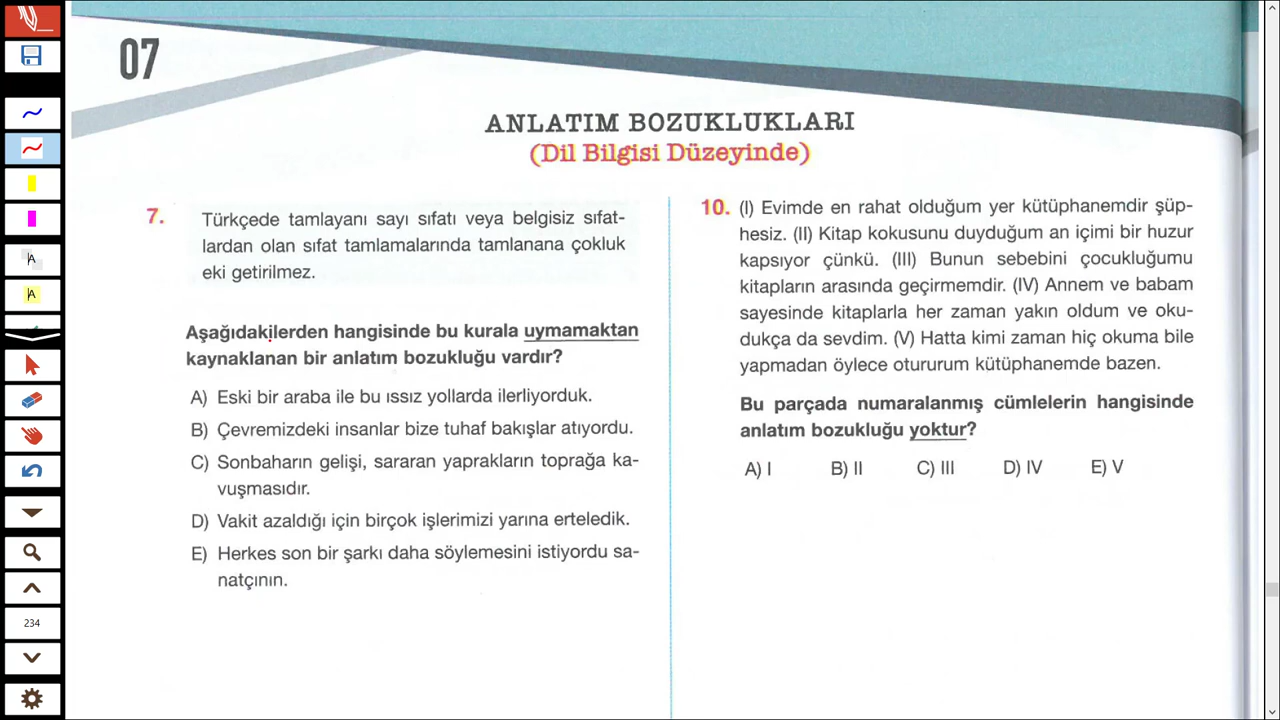 07
ANLATIM BOZUKLUKLARI
(Dil Bilgisi Düzeyinde)
7.
Türkçede tamlayanı sayı sıfatı veya belgisiz sıfat-
lardan olan sıfat tamlamalarında tamlanana çokluk
eki getirilmez.
Aşağıdakilerden hangisinde bu kurala uymamaktan
kaynaklanan bir anlatım bozukluğu vardır?
A) Eski bir araba ile bu ıssız yollarda ilerliyorduk.
B) Çevremizdeki insanlar bize tuhaf bakışlar atıyordu.
C) Sonbaharın gelişi, sararan yaprakların toprağa ka-
vuşmasıdır.
D) Vakit azaldığı için birçok işlerimizi yarına erteledik.
E) Herkes son bir şarkı daha söylemesini istiyordu sa-
natçının.
10. (I) Evimde en rahat olduğum yer kütüphanemdir şüp-
hesiz. (II) Kitap kokusunu duyduğum an içimi bir huzur
kapsıyor çünkü. (III) Bunun sebebini çocukluğumu
kitapların arasında geçirmemdir. (IV) Annem ve babam
sayesinde kitaplarla her zaman yakın oldum ve oku-
dukça da sevdim. (V) Hatta kimi zaman hiç okuma bile
yapmadan öylece otururum kütüphanemde bazen.
Bu parçada numaralanmış cümlelerin hangisinde
anlatım bozukluğu yoktur?
A) I B) II C) III D) IV E) V
A
A
234